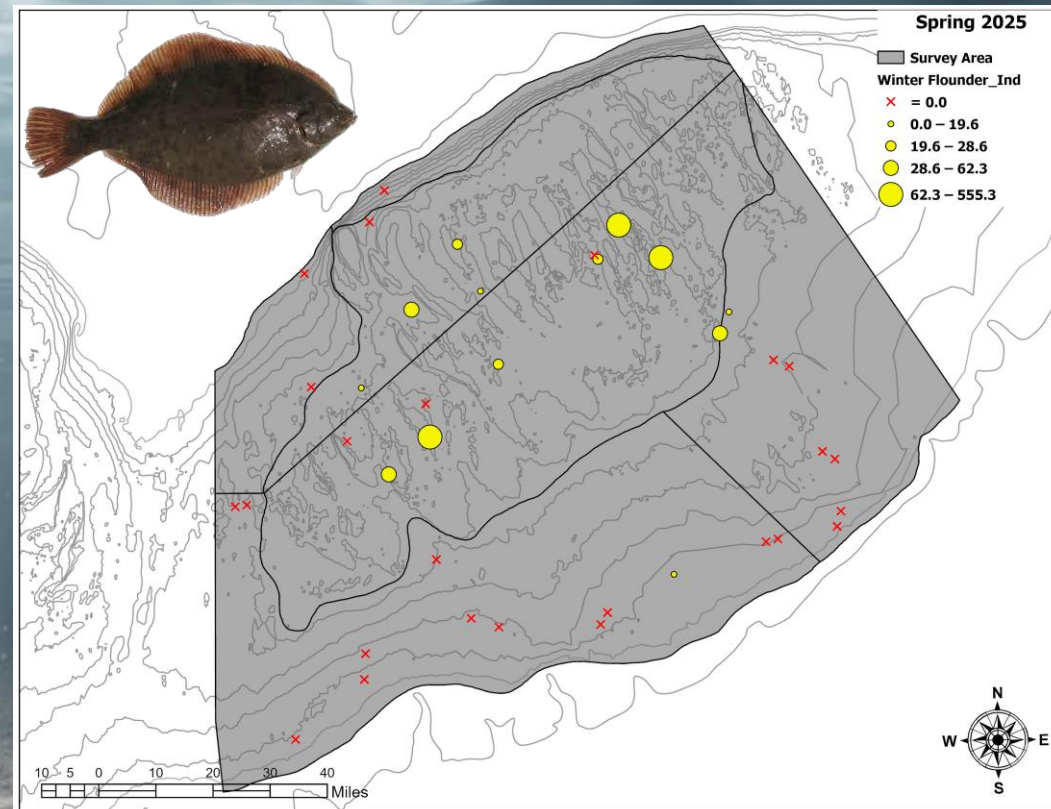 Spring 2025
Survey Area
Winter Flounder_Ind
= 0.0
0.0 – 19.6
19.6 – 28.6
28.6 – 62.3
62.3 – 555.3
N
W E
S
10 5 0 10 20 30 40
Miles